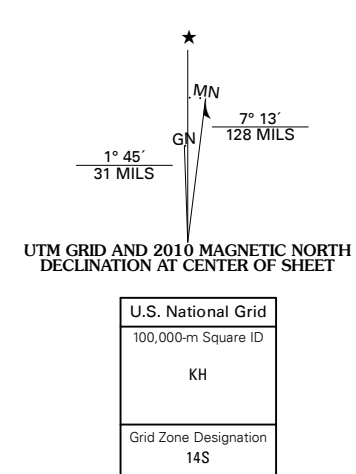 ★
MN
7° 13´
128 MILS
GN
1° 45´
31 MILS
UTM GRID AND 2010 MAGNETIC NORTH
DECLINATION AT CENTER OF SHEET
U.S. National Grid
100,000-m Square ID
KH
Grid Zone Designation
14S